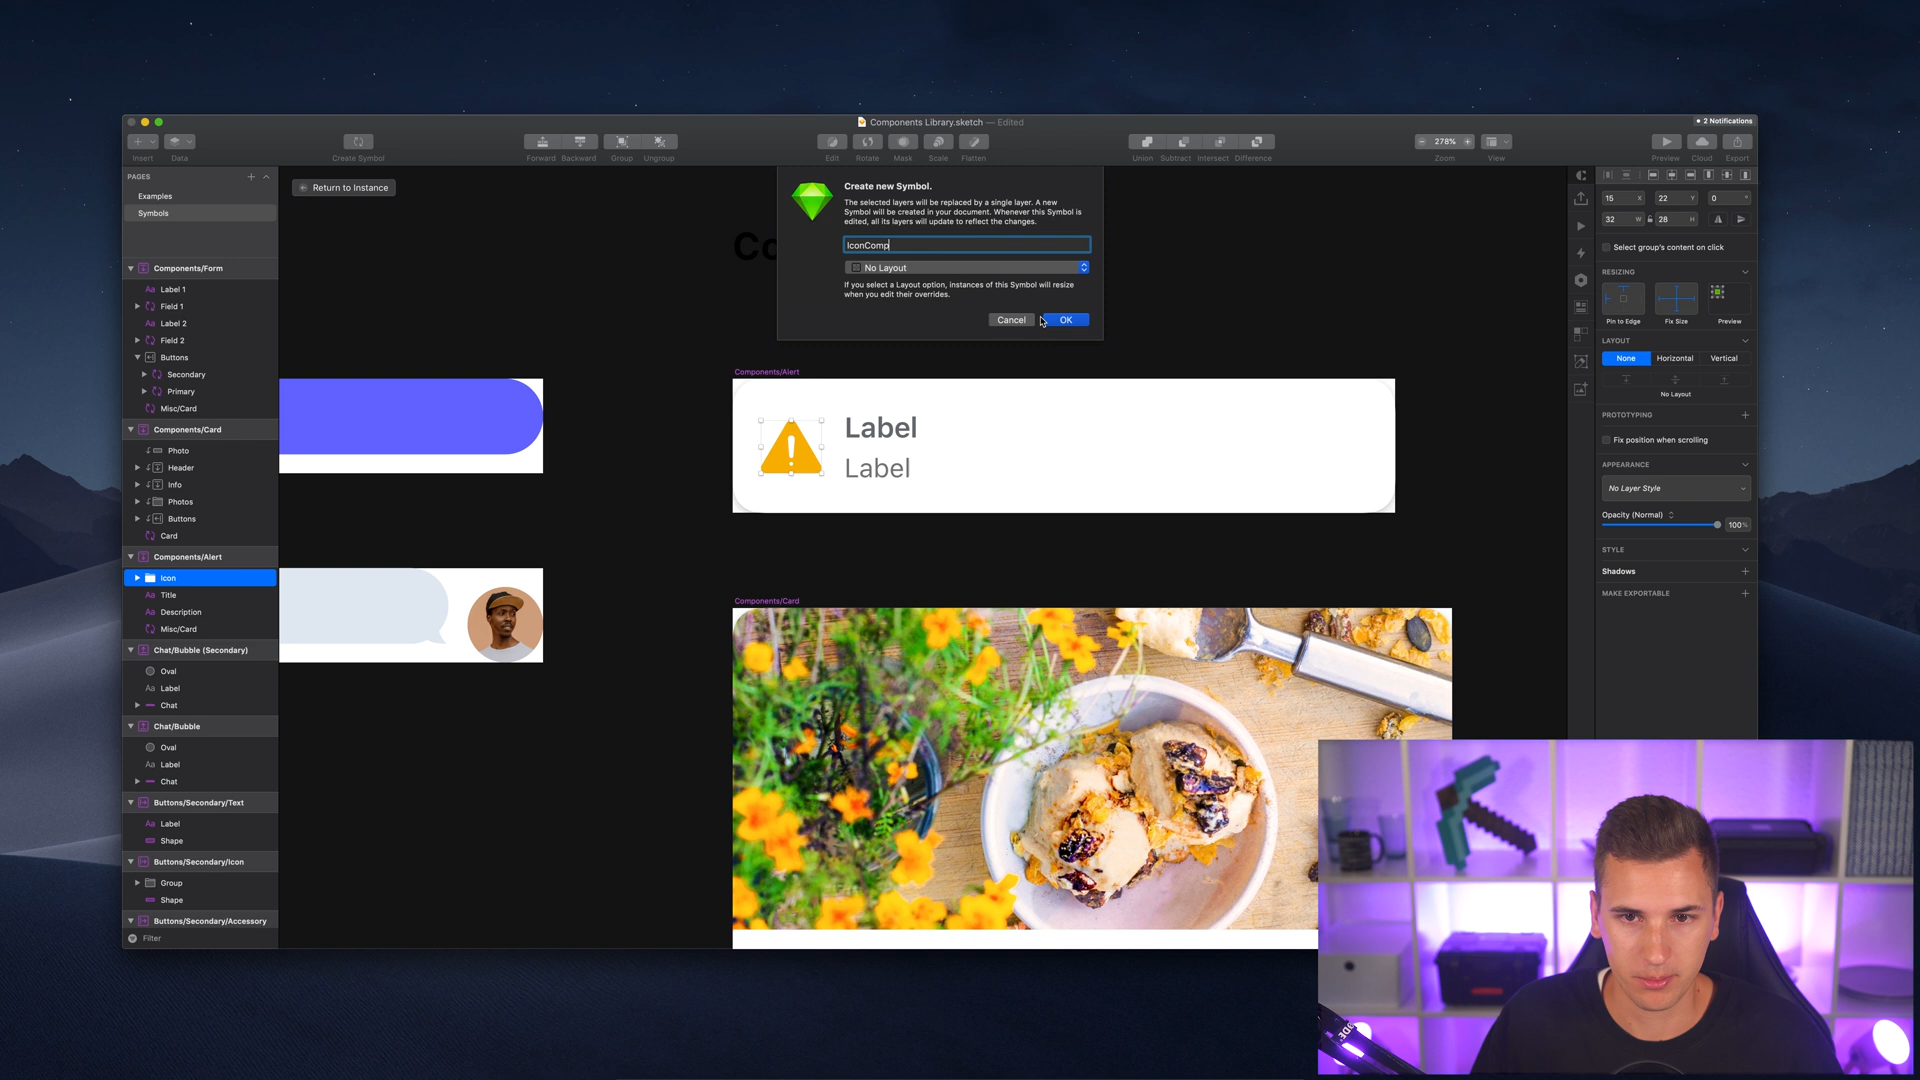 Components Library.sketch — Edited
2 Notifications
Insert
Data
Create Symbol
Forward
Backward
Group
Ungroup
Edit
Rotate
Mask
Scale
Flatten
Union
Subtract
Intersect
Difference
278%
Zoom
View
Preview
Cloud
Export
PAGES
Examples
Symbols
Components/Form
Label 1
Field 1
Label 2
Field 2
Buttons
Secondary
Primary
Misc/Card
Components/Card
Photo
Header
Info
Photos
Buttons
Card
Components/Alert
Icon
Title
Description
Misc/Card
Chat/Bubble (Secondary)
Oval
Label
Chat
Chat/Bubble
Oval
Label
Chat
Buttons/Secondary/Text
Label
Shape
Buttons/Secondary/Icon
Group
Shape
Buttons/Secondary/Accessory
Filter
Return to Instance
Co
Create new Symbol.
The selected layers will be replaced by a single layer. A new
Symbol will be created in your document. Whenever this Symbol is
edited, all its layers will update to reflect the changes.
IconComp
No Layout
If you select a Layout option, instances of this Symbol will resize
when you edit their overrides.
Cancel
OK
Components/Alert
Label
Label
Components/Card
15 X
22 Y
0 °
32 W
28 H
Select group's content on click
RESIZING
Pin to Edge
Fix Size
Preview
LAYOUT
None
Horizontal
Vertical
No Layout
PROTOTYPING
Fix position when scrolling
APPEARANCE
No Layer Style
Opacity (Normal)
100%
STYLE
Shadows
MAKE EXPORTABLE